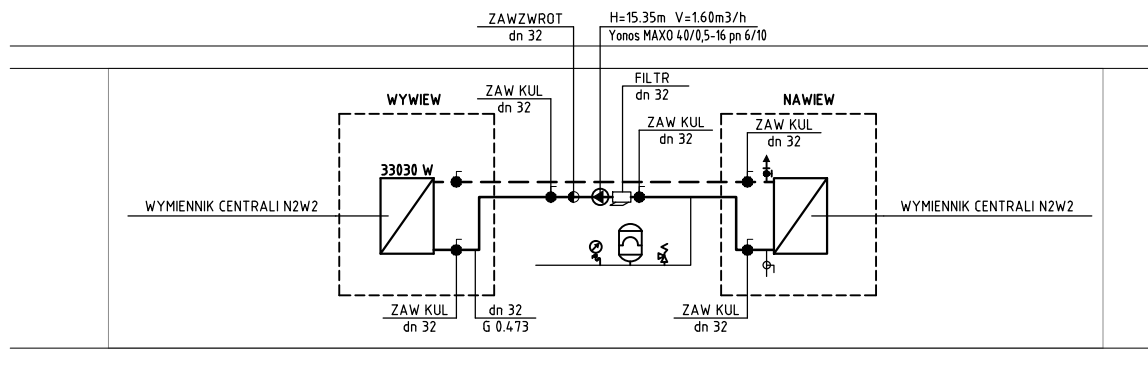 ZAWZWROT
dn 32
H=15.35m V=1.60m3/h
Yonos MAXO 40/0,5-16 pn 6/10
FILTR
dn 32
ZAW KUL
dn 32
WYWIEW
ZAW KUL
dn 32
NAWIEW
ZAW KUL
dn 32
33030 W
WYMIENNIK CENTRALI N2W2
WYMIENNIK CENTRALI N2W2
ZAW KUL
dn 32
dn 32
G 0.473
ZAW KUL
dn 32